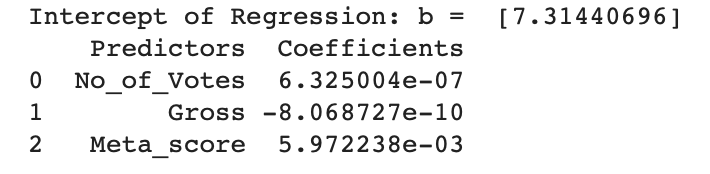 Intercept of Regression: b =  [7.31440696]
Predictors  Coefficients
0  No_of_Votes  6.325004e-07
1  Gross -8.068727e-10
2  Meta_score  5.972238e-03